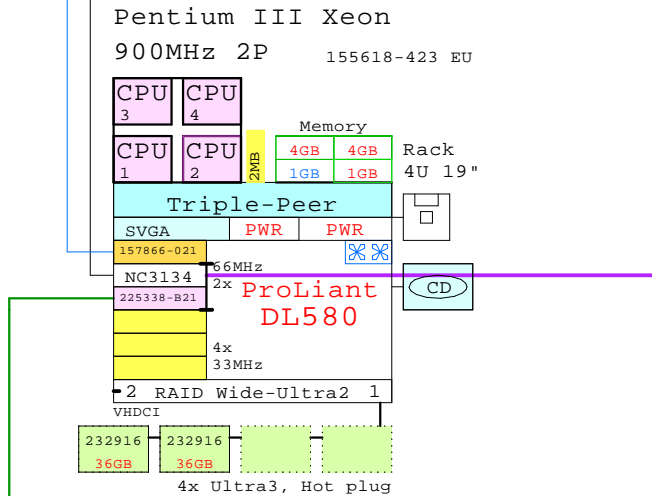 Pentium III Xeon
900MHz 2P
155618-423 EU
CPU
3
CPU
4
CPU
1
CPU
2
2MB
Memory
4GB
4GB
1GB
1GB
Rack
4U 19"
Triple-Peer
SVGA
PWR
PWR
157866-021
NC3134
225338-B21
66MHz
2x
ProLiant
DL580
CD
4x
33MHz
2 RAID Wide-Ultra2 1
VHDCI
232916
36GB
232916
36GB
4x Ultra3, Hot plug